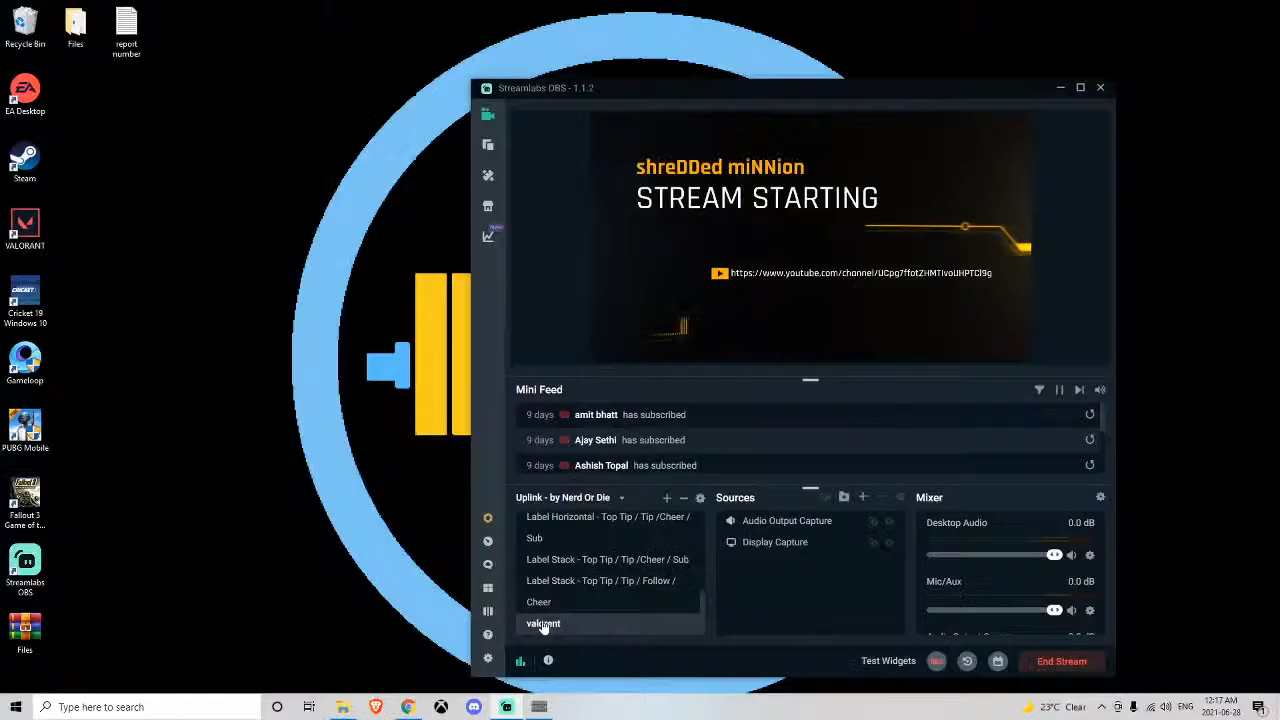 Recycle Bin
Files
report
number
EA Desktop
Steam
VALORANT
CRICKET
Cricket 19
Windows 10
Gameloop
PUBG Mobile
Fallout 3
Game of t...
Streamlabs
OBS
Files
Streamlabs OBS - 1.1.2
New
shreDDed miNNion
STREAM STARTING
https://www.youtube.com/channel/UCpg7ffotZHMTivoUHPTCl9g
Mini Feed
9 days amit bhatt has subscribed
9 days Ajay Sethi has subscribed
9 days Ashish Topal has subscribed
Uplink - by Nerd Or Die
Label Horizontal - Top Tip / Tip /Cheer /
Sub
Label Stack - Top Tip / Tip /Cheer / Sub
Label Stack - Top Tip / Tip / Follow /
Cheer
Sources
Audio Output Capture
Display Capture
Mixer
Desktop Audio 0.0 dB
Mic/Aux 0.0 dB
Test Widgets
REC
End Stream
Type here to search
23°C Clear
ENG
12:17 AM
2021-06-28